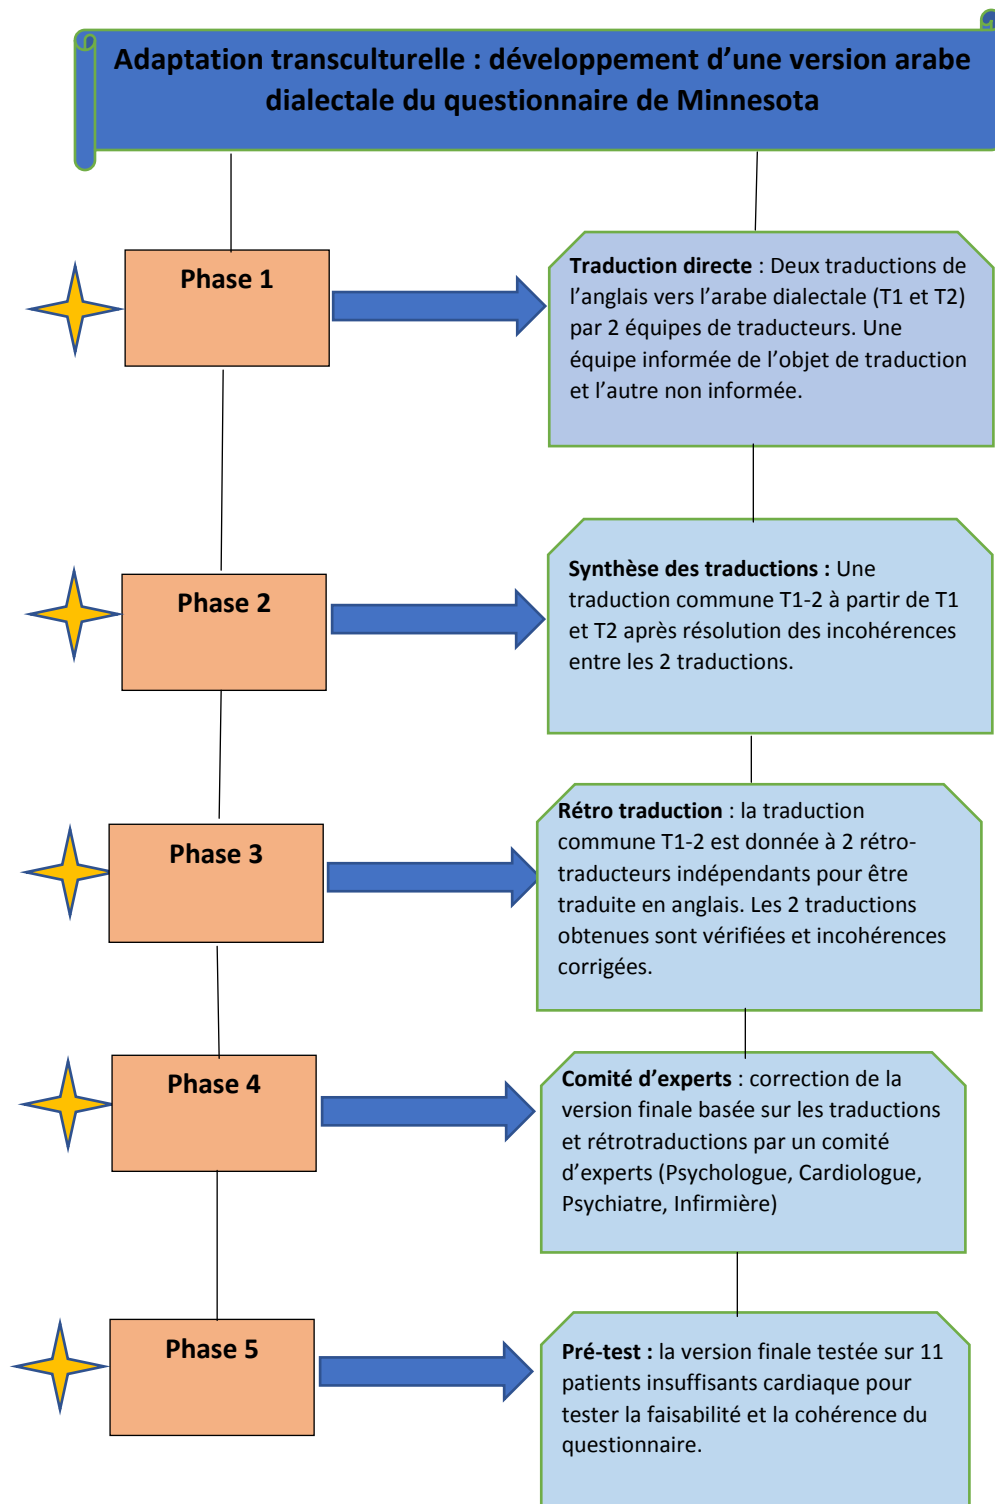 Adaptation transculturelle : développement d’une version arabe
dialectale du questionnaire de Minnesota
Phase 1
Traduction directe : Deux traductions de
l’anglais vers l’arabe dialectale (T1 et T2)
par 2 équipes de traducteurs. Une
équipe informée de l’objet de traduction
et l’autre non informée.
Phase 2
Synthèse des traductions : Une
traduction commune T1-2 à partir de T1
et T2 après résolution des incohérences
entre les 2 traductions.
Phase 3
Rétro traduction : la traduction
commune T1-2 est donnée à 2 rétro-
traducteurs indépendants pour être
traduite en anglais. Les 2 traductions
obtenues sont vérifiées et incohérences
corrigées.
Phase 4
Comité d’experts : correction de la
version finale basée sur les traductions
et rétrotraductions par un comité
d’experts (Psychologue, Cardiologue,
Psychiatre, Infirmière)
Phase 5
Pré-test : la version finale testée sur 11
patients insuffisants cardiaque pour
tester la faisabilité et la cohérence du
questionnaire.